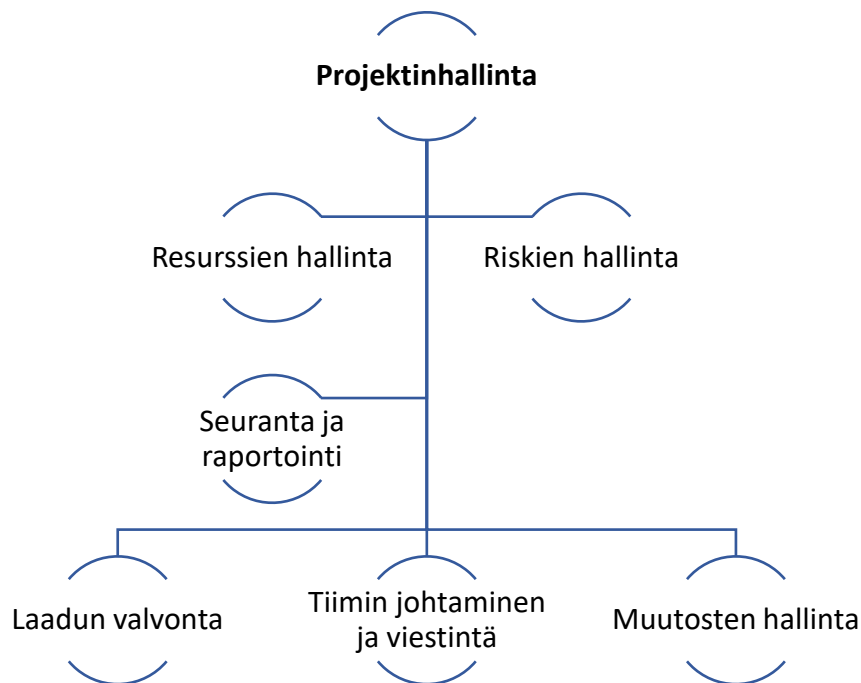 Projektinhallinta
Resurssien hallinta
Riskien hallinta
Seuranta ja
raportointi
Laadun valvonta
Tiimin johtaminen
ja viestintä
Muutosten hallinta